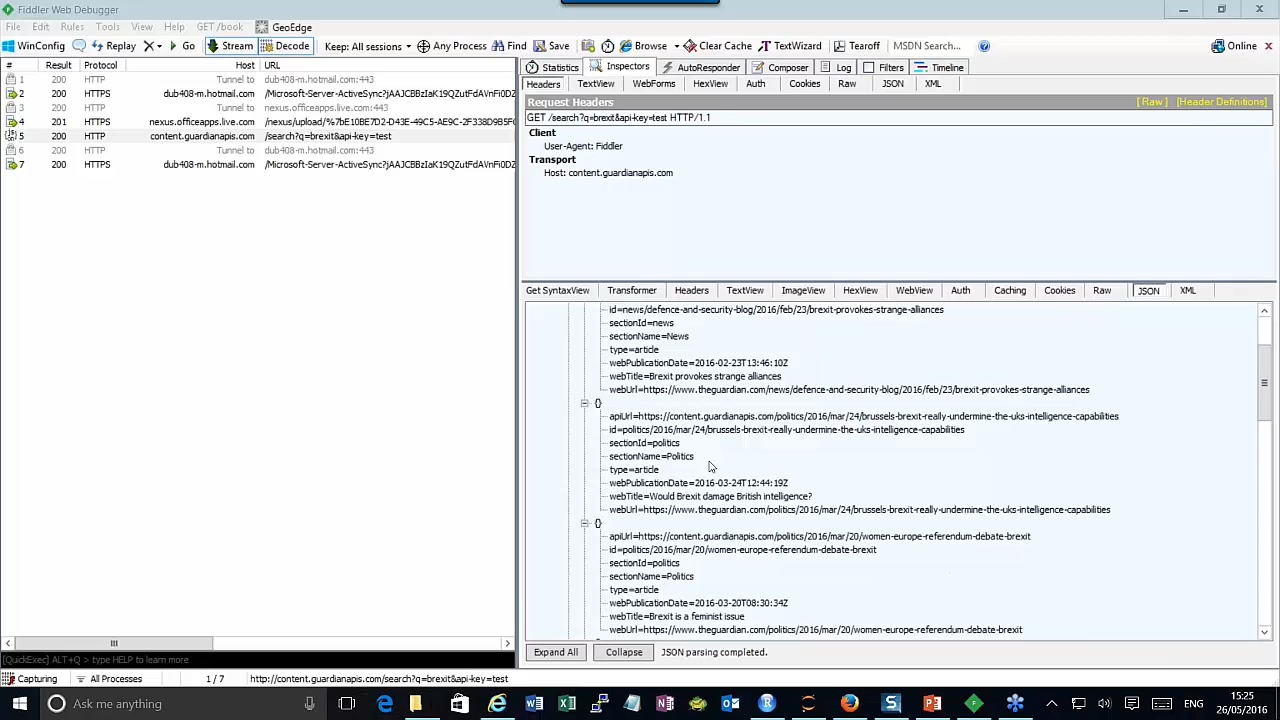 Fiddler Web Debugger
File Edit Rules Tools View Help GET /book GeoEdge
WinConfig Replay Go Stream Decode Keep: All sessions Any Process Find Save Browse Clear Cache TextWizard Tearoff MSDN Search... Online
# Result Protocol Host URL
1 200 HTTP Tunnel to dub408-m.hotmail.com:443
2 200 HTTPS dub408-m.hotmail.com
3 200 HTTP Tunnel to nexus.officeapps.live.com:443
4 201 HTTPS nexus.officeapps.live.com /nexus/upload/%7bE10BE7D2-D43E-49C5-AE9C-2F338D9B5F
5 200 HTTP content.guardianapis.com /search?q=brexit&api-key=test
6 200 HTTP Tunnel to dub408-m.hotmail.com:443
7 200 HTTPS dub408-m.hotmail.com
Statistics Inspectors AutoResponder Composer Log Filters Timeline
Headers TextView WebForms HexView Auth Cookies Raw JSON XML
Request Headers [ Raw ] [Header Definitions]
GET /search?q=brexit&api-key=test HTTP/1.1
Client
User-Agent: Fiddler
Transport
Host: content.guardianapis.com
Get SyntaxView Transformer Headers TextView ImageView HexView WebView Auth Caching Cookies Raw JSON XML
id=news/defence-and-security-blog/2016/feb/23/brexit-provokes-strange-alliances
sectionId=news
sectionName=News
type=article
webPublicationDate=2016-02-23T13:46:10Z
webTitle=Brexit provokes strange alliances
webUrl=https://www.theguardian.com/news/defence-and-security-blog/2016/feb/23/brexit-provokes-strange-alliances
{}
apiUrl=https://content.guardianapis.com/politics/2016/mar/24/brussels-brexit-really-undermine-the-uks-intelligence-capabilities
id=politics/2016/mar/24/brussels-brexit-really-undermine-the-uks-intelligence-capabilities
sectionId=politics
sectionName=Politics
type=article
webPublicationDate=2016-03-24T12:44:19Z
webTitle=Would Brexit damage British intelligence?
webUrl=https://www.theguardian.com/politics/2016/mar/24/brussels-brexit-really-undermine-the-uks-intelligence-capabilities
{}
apiUrl=https://content.guardianapis.com/politics/2016/mar/20/women-europe-referendum-debate-brexit
id=politics/2016/mar/20/women-europe-referendum-debate-brexit
sectionId=politics
sectionName=Politics
type=article
webPublicationDate=2016-03-20T08:30:34Z
webTitle=Brexit is a feminist issue
webUrl=https://www.theguardian.com/politics/2016/mar/20/women-europe-referendum-debate-brexit
Expand All Collapse JSON parsing completed.
[QuickExec] ALT+Q > type HELP to learn more
Capturing All Processes 1 / 7 http://content.guardianapis.com/search?q=brexit&api-key=test
Ask me anything
15:25
26/05/2016